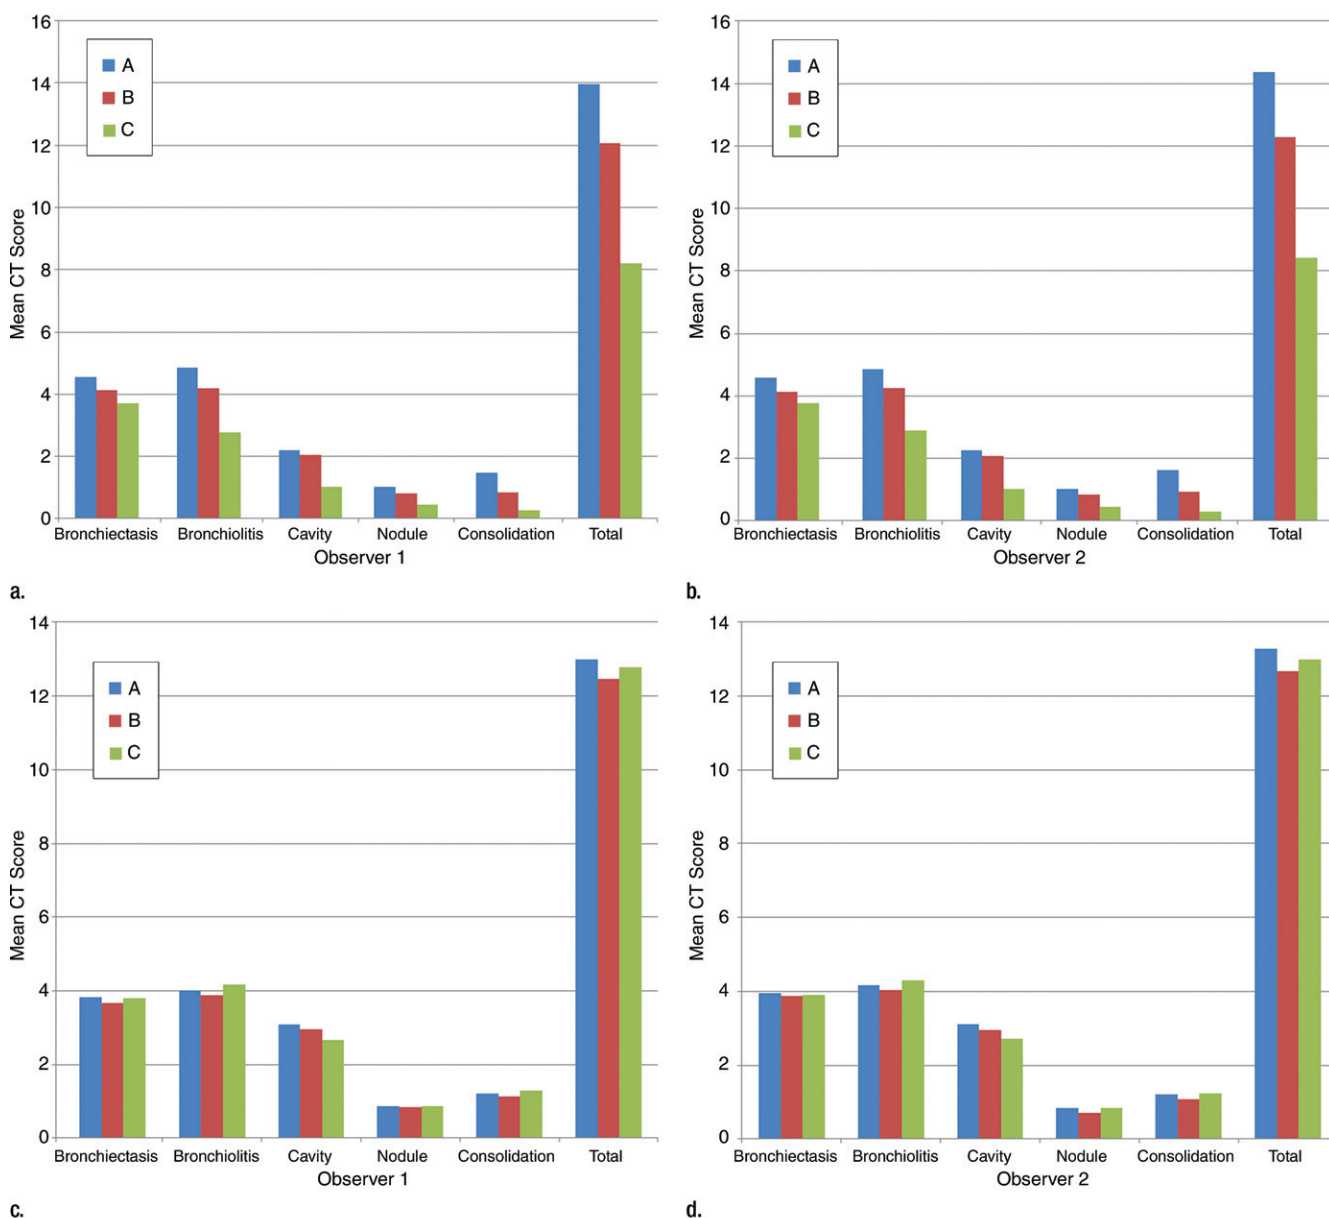 16
14
12
10
8
6
4
2
0
Mean CT Score
A
B
C
Bronchiectasis Bronchiolitis Cavity Nodule Consolidation Total
Observer 1
a.
16
14
12
10
8
6
4
2
0
Mean CT Score
A
B
C
Bronchiectasis Bronchiolitis Cavity Nodule Consolidation Total
Observer 2
b.
14
12
10
8
6
4
2
0
Mean CT Score
A
B
C
Bronchiectasis Bronchiolitis Cavity Nodule Consolidation Total
Observer 1
c.
14
12
10
8
6
4
2
0
Mean CT Score
A
B
C
Bronchiectasis Bronchiolitis Cavity Nodule Consolidation Total
Observer 2
d.